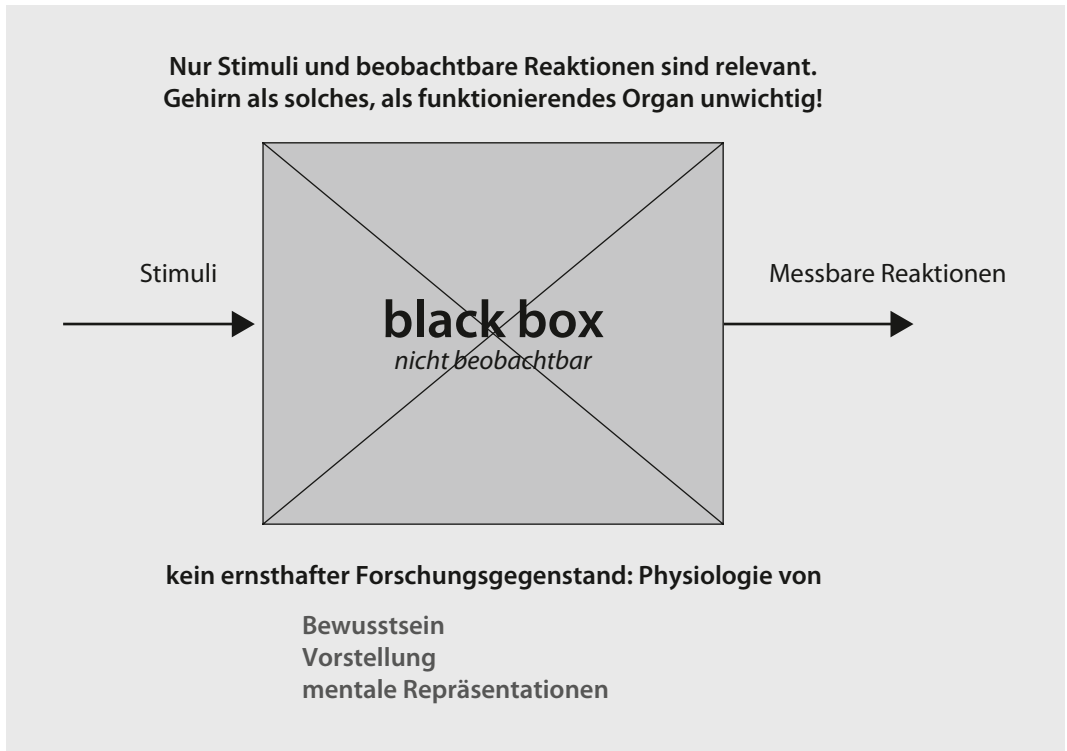 Nur Stimuli und beobachtbare Reaktionen sind relevant.
Gehirn als solches, als funktionierendes Organ unwichtig!
Stimuli
Messbare Reaktionen
black box
nicht beobachtbar
kein ernsthafter Forschungsgegenstand: Physiologie von
Bewusstsein
Vorstellung
mentale Repräsentationen